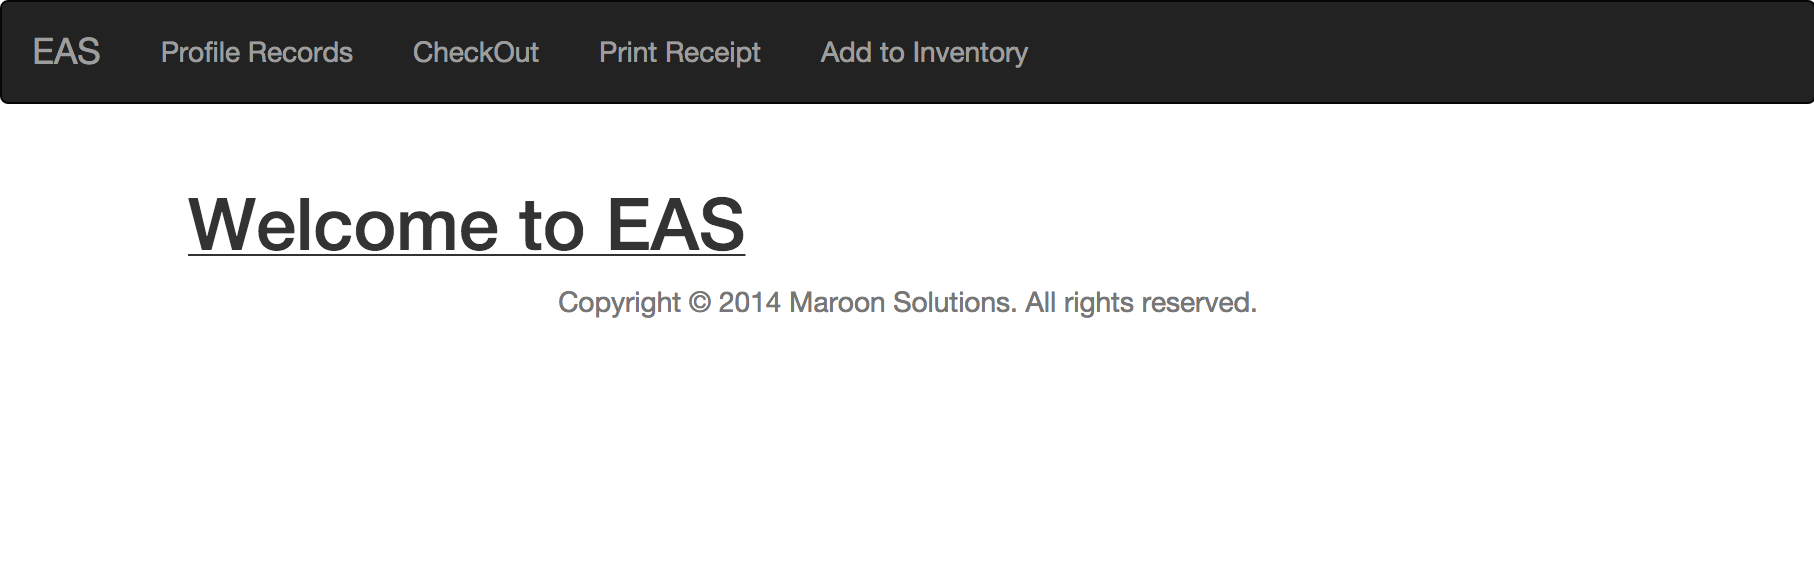 EAS Profile Records CheckOut Print Receipt Add to Inventory
Welcome to EAS
Copyright © 2014 Maroon Solutions. All rights reserved.